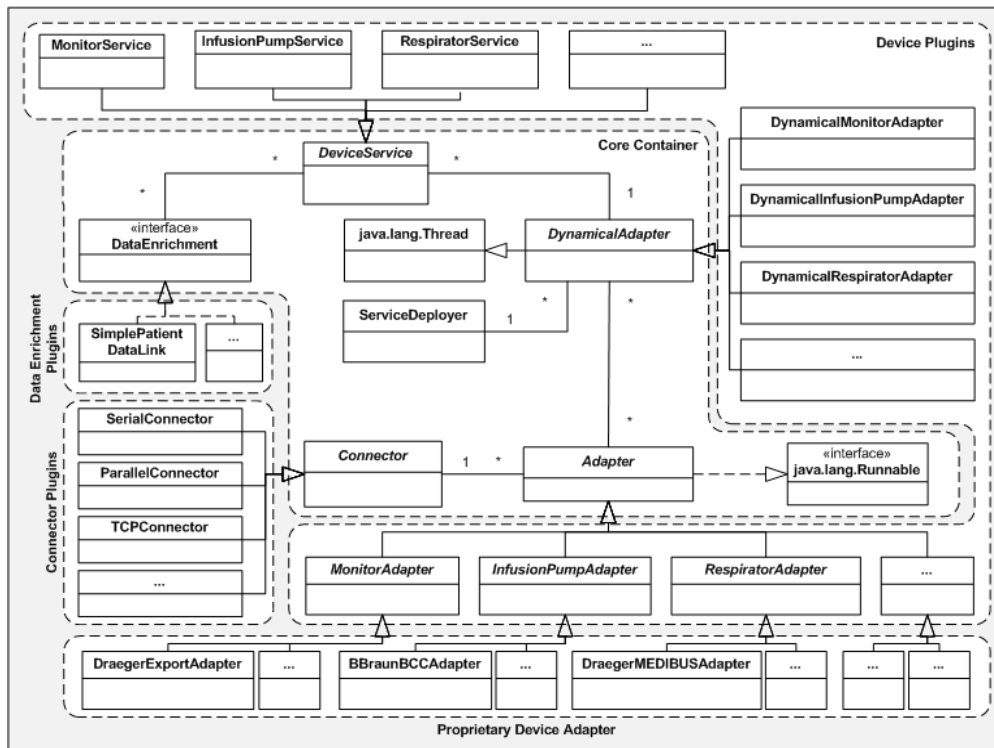 MonitorService
InfusionPumpService
RespiratorService
...
Device Plugins
DeviceService
*
*
Core Container
*
1
«interface»
DataEnrichment
java.lang.Thread
DynamicalAdapter
DynamicalMonitorAdapter
DynamicalInfusionPumpAdapter
DynamicalRespiratorAdapter
...
ServiceDeployer
1
*
*
Data Enrichment
Plugins
SimplePatient
DataLink
...
Connector Plugins
SerialConnector
ParallelConnector
TCPConnector
...
Connector
1
*
*
Adapter
«interface»
java.lang.Runnable
MonitorAdapter
InfusionPumpAdapter
RespiratorAdapter
...
DraegerExportAdapter
...
BBraunBCCAdapter
...
DraegerMEDIBUSAdapter
...
...
...
Proprietary Device Adapter